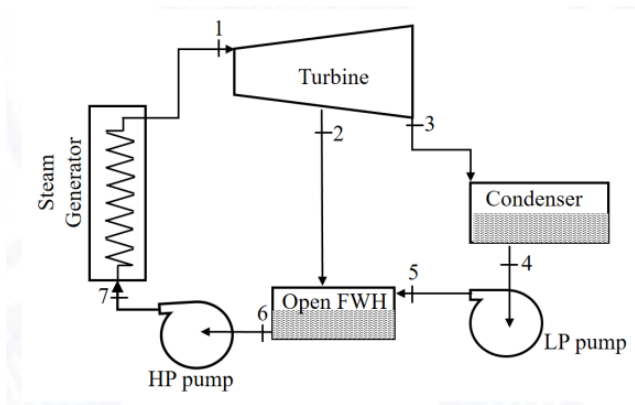 1
Turbine
2
3
Steam
Generator
Condenser
4
5
Open FWH
6
7
LP pump
HP pump